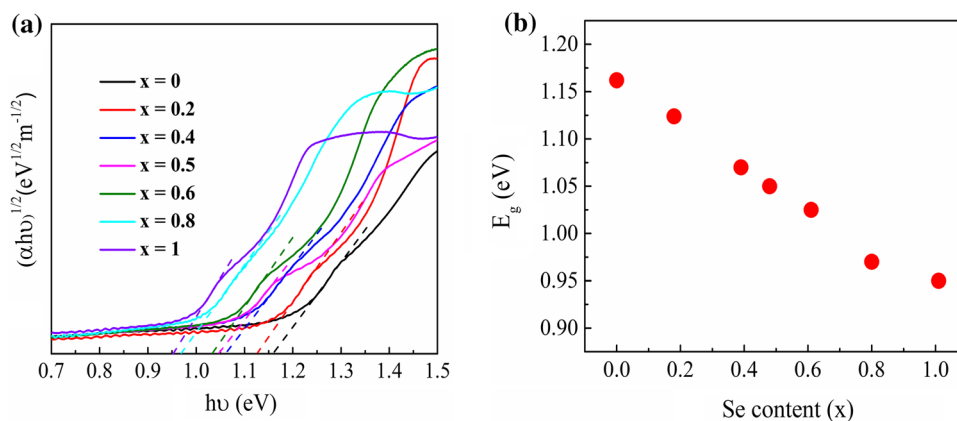 (a)
(αhυ)1/2(eV1/2m-1/2)
x = 0
x = 0.2
x = 0.4
x = 0.5
x = 0.6
x = 0.8
x = 1
0.7 0.8 0.9 1.0 1.1 1.2 1.3 1.4 1.5
hυ (eV)
(b)
Eg (eV)
1.20
1.15
1.10
1.05
1.00
0.95
0.90
0.0 0.2 0.4 0.6 0.8 1.0
Se content (x)